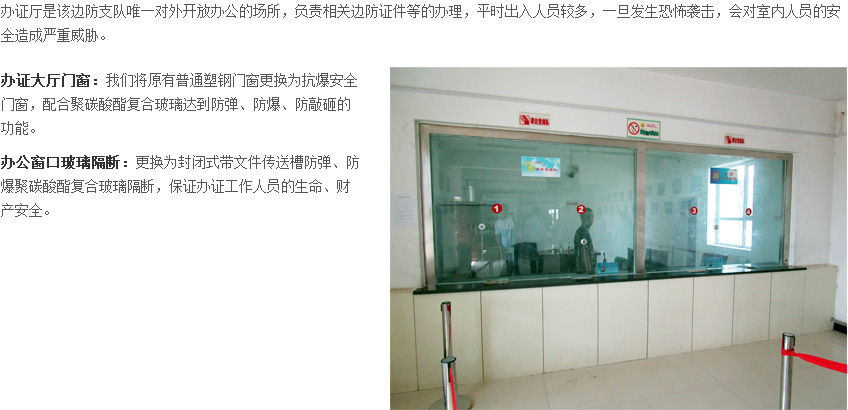 办证厅是该边防支队唯一对外开放办公的场所，负责相关边防证件等的办理，平时出入人员较多，一旦发生恐怖袭击，会对室内人员的安
全造成严重威胁。
办证大厅门窗：我们将原有普通塑钢门窗更换为抗爆安全
门窗，配合聚碳酸酯复合玻璃达到防弹、防爆、防敲砸的
功能。
办公窗口玻璃隔断：更换为封闭式带文件传送槽防弹、防
爆聚碳酸酯复合玻璃隔断，保证办证工作人员的生命、财
产安全。
1
2
3
4